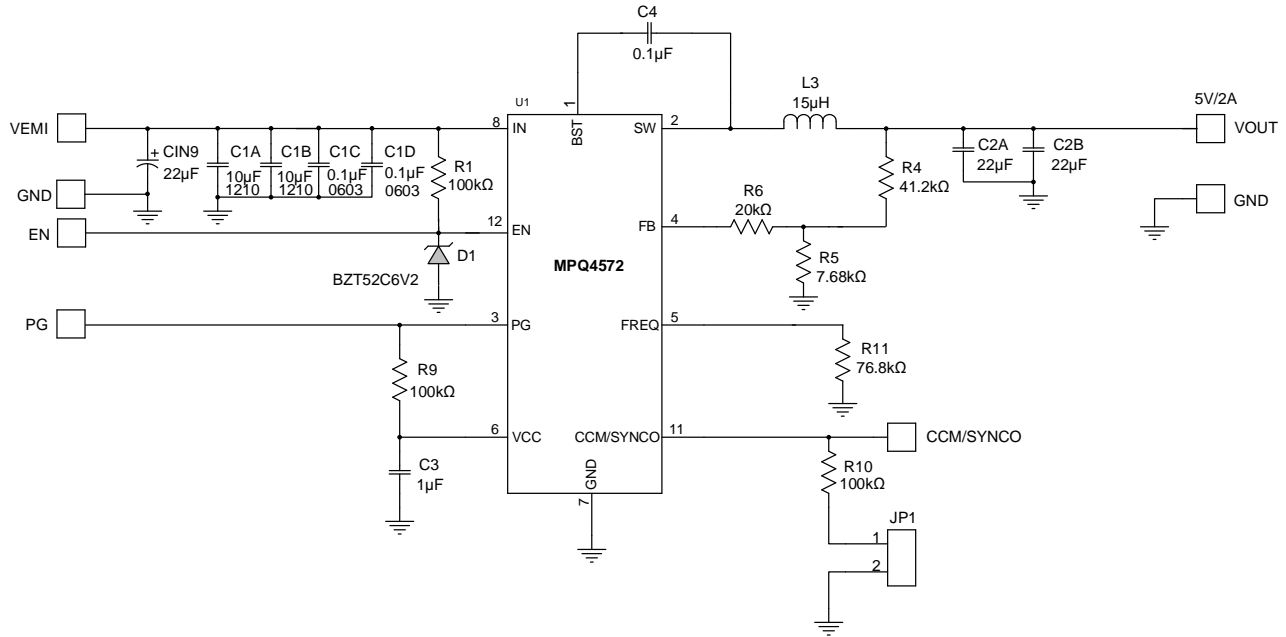 C4
0.1µF
L3
15µH
5V/2A
U1
1
VEMI
8
IN
BST
SW
2
VOUT
+
CIN9
22µF
C1A
10µF
1210
C1B
10µF
1210
C1C
0.1µF
0603
C1D
0.1µF
0603
R1
100kΩ
C2A
22µF
C2B
22µF
R4
41.2kΩ
GND
GND
R6
20kΩ
EN
12
EN
FB
4
D1
BZT52C6V2
MPQ4572
R5
7.68kΩ
PG
3
PG
FREQ
5
R11
76.8kΩ
R9
100kΩ
6
VCC
CCM/SYNCO
11
CCM/SYNCO
C3
1µF
GND
7
R10
100kΩ
JP1
1
2